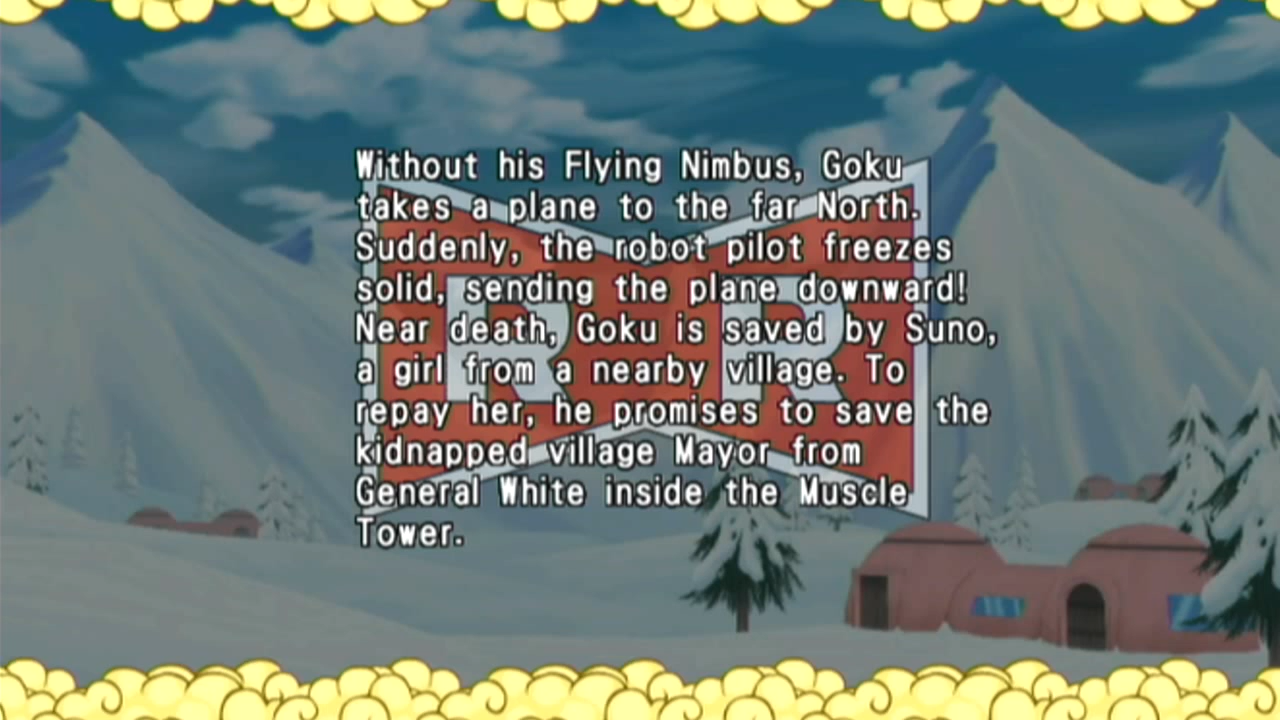 Without his Flying Nimbus, Goku
takes a plane to the far North.
Suddenly, the robot pilot freezes
solid, sending the plane downward!
Near death, Goku is saved by Suno,
a girl from a nearby village. To
repay her, he promises to save the
kidnapped village Mayor from
General White inside the Muscle
Tower.
R R